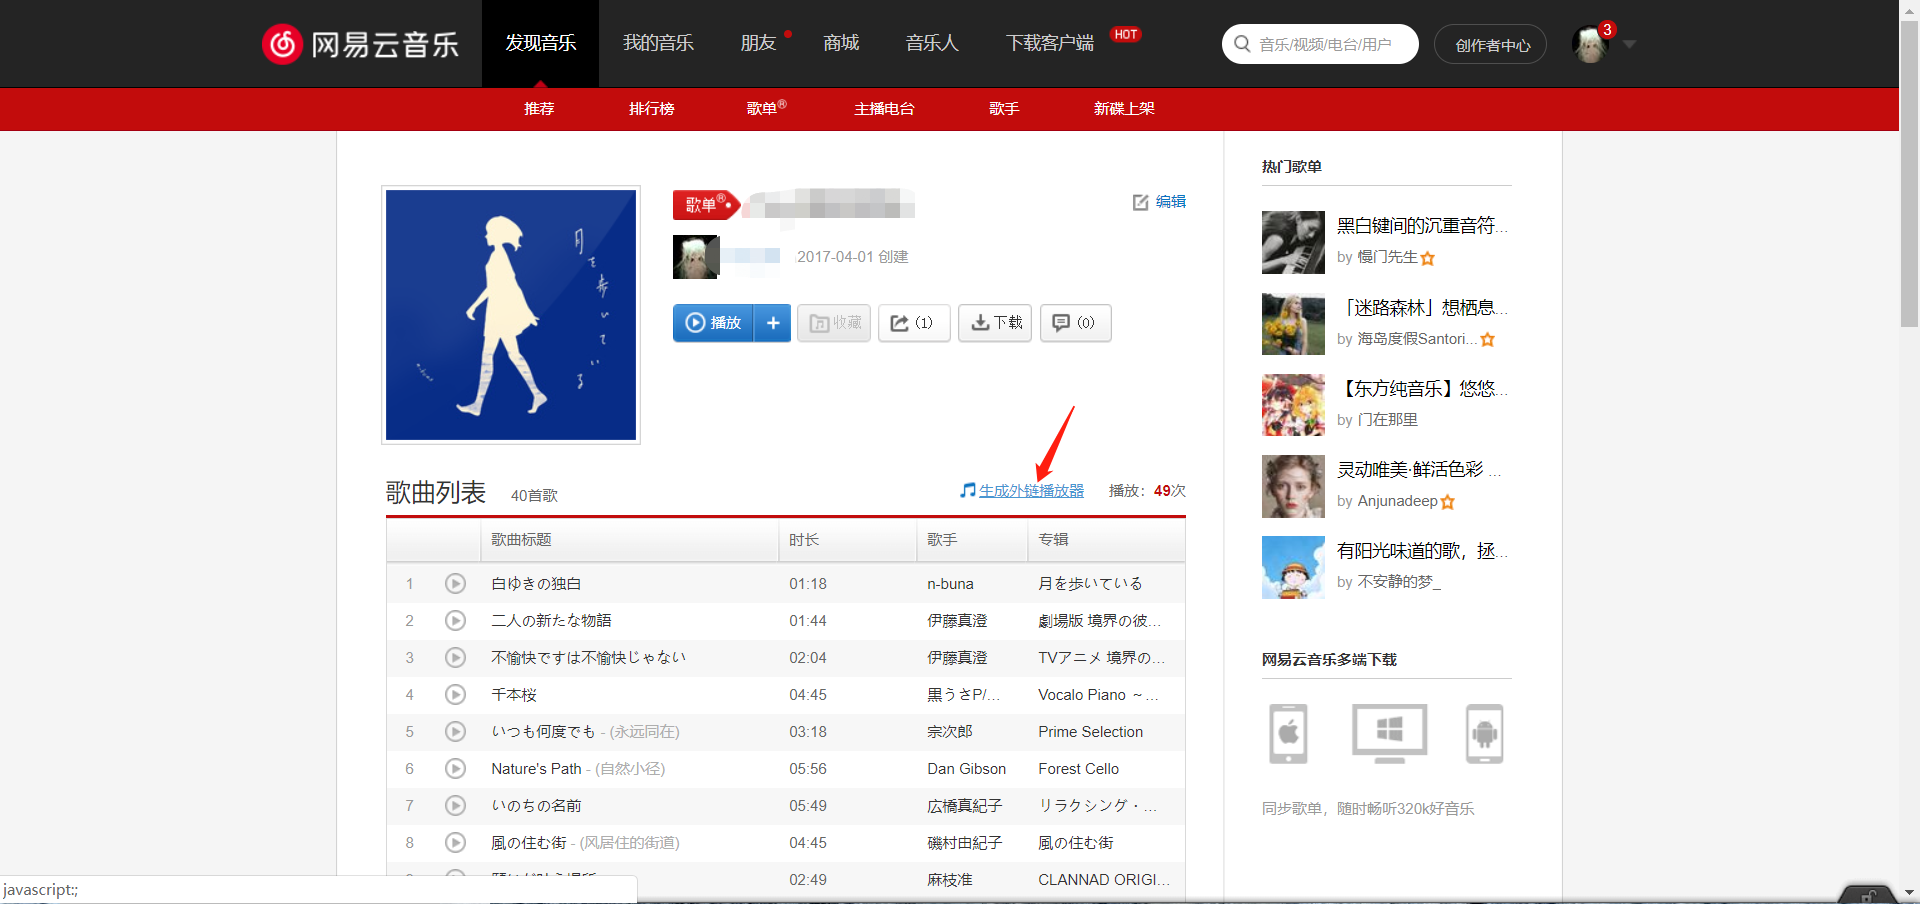 网易云音乐
发现音乐
我的音乐
朋友
商城
音乐人
下载客户端
HOT
音乐/视频/电台/用户
创作者中心
3
推荐
排行榜
歌单®
主播电台
歌手
新碟上架
月を歩いている
歌单®
编辑
2017-04-01 创建
播放
收藏
(1)
下载
(0)
歌曲列表
40首歌
生成外链播放器
播放：49次
歌曲标题 时长 歌手 专辑
1 白ゆきの独白 01:18 n-buna 月を歩いている
2 二人の新たな物語 01:44 伊藤真澄 劇場版 境界の彼...
3 不愉快ですは不愉快じゃない 02:04 伊藤真澄 TVアニメ 境界の...
4 千本桜 04:45 黒うさP/... Vocalo Piano ～...
5 いつも何度でも - (永远同在) 03:18 宗次郎 Prime Selection
6 Nature's Path - (自然小径) 05:56 Dan Gibson Forest Cello
7 いのちの名前 05:49 広橋真紀子 リラクシング・...
8 風の住む街 - (风居住的街道) 04:45 磯村由紀子 風の住む街
02:49 麻枝准 CLANNAD ORIGI...
热门歌单
黑白键间的沉重音符...
by 慢门先生
「迷路森林」想栖息...
by 海岛度假Santori...
【东方纯音乐】悠悠...
by 门在那里
灵动唯美·鲜活色彩 ...
by Anjunadeep
有阳光味道的歌，拯...
by 不安静的梦_
网易云音乐多端下载
同步歌单，随时畅听320k好音乐
javascript:;